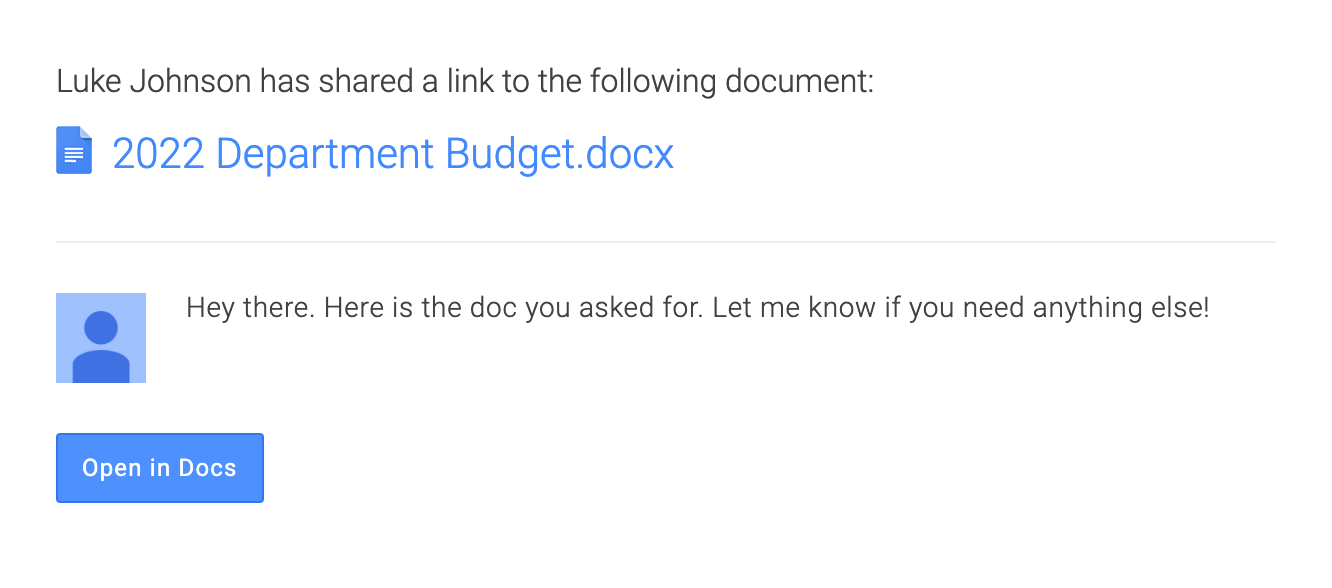 Luke Johnson has shared a link to the following document:
2022 Department Budget.docx
Hey there. Here is the doc you asked for. Let me know if you need anything else!
Open in Docs